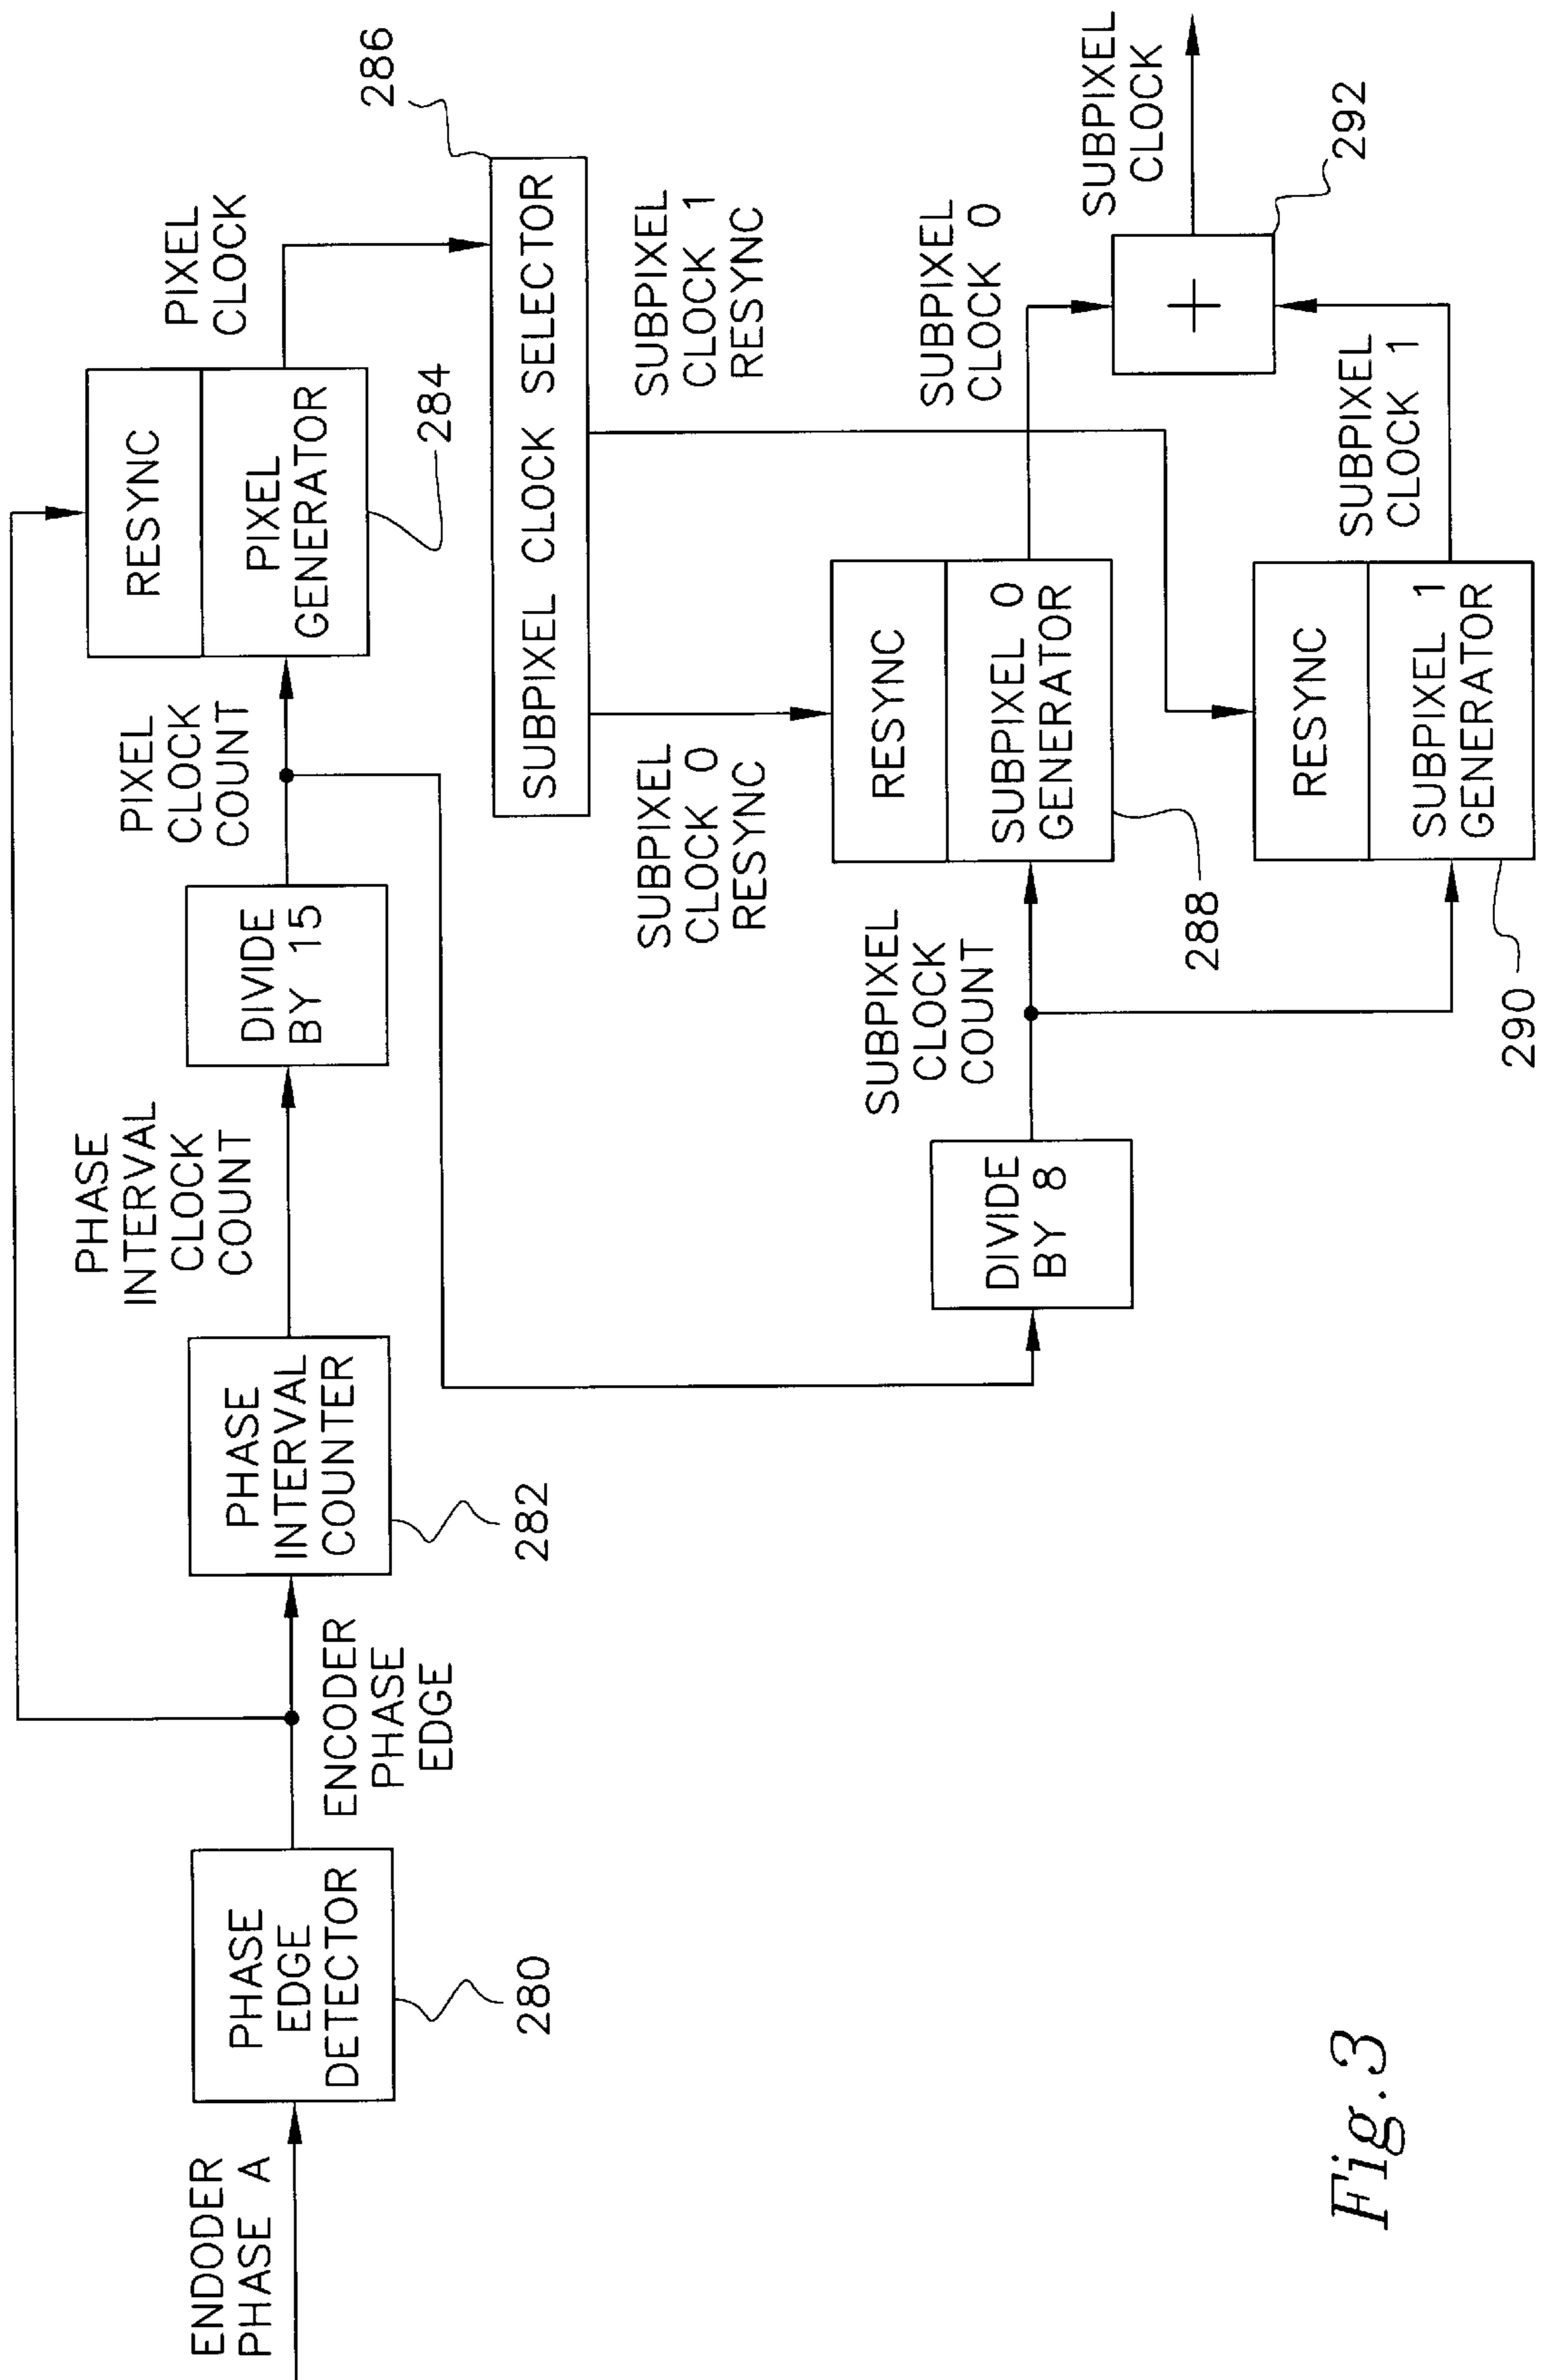 ENDODER
PHASE A
PHASE
EDGE
DETECTOR
280
ENCODER
PHASE
EDGE
PHASE
INTERVAL
COUNTER
282
PHASE
INTERVAL
CLOCK
COUNT
DIVIDE
BY 15
PIXEL
CLOCK
COUNT
RESYNC
PIXEL
GENERATOR
284
PIXEL
CLOCK
286
SUBPIXEL CLOCK SELECTOR
SUBPIXEL
CLOCK 0
RESYNC
SUBPIXEL
CLOCK 1
RESYNC
DIVIDE
BY 8
SUBPIXEL
CLOCK
COUNT
RESYNC
SUBPIXEL 0
GENERATOR
288
SUBPIXEL
CLOCK 0
RESYNC
SUBPIXEL 1
GENERATOR
290
SUBPIXEL
CLOCK 1
+
292
SUBPIXEL
CLOCK
Fig.3